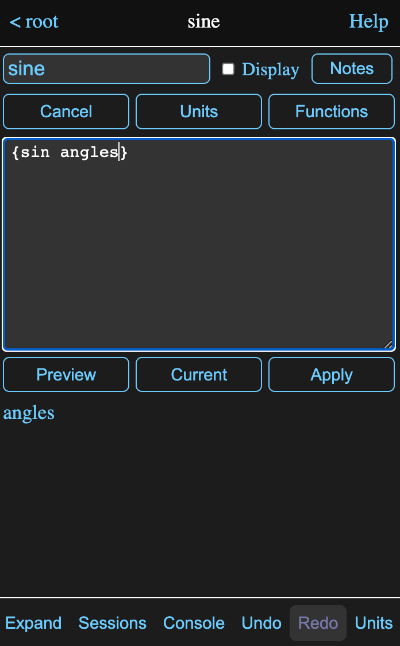 < root sine Help
sine Display Notes
Cancel Units Functions
{sin angles}
Preview Current Apply
angles
Expand Sessions Console Undo Redo Units